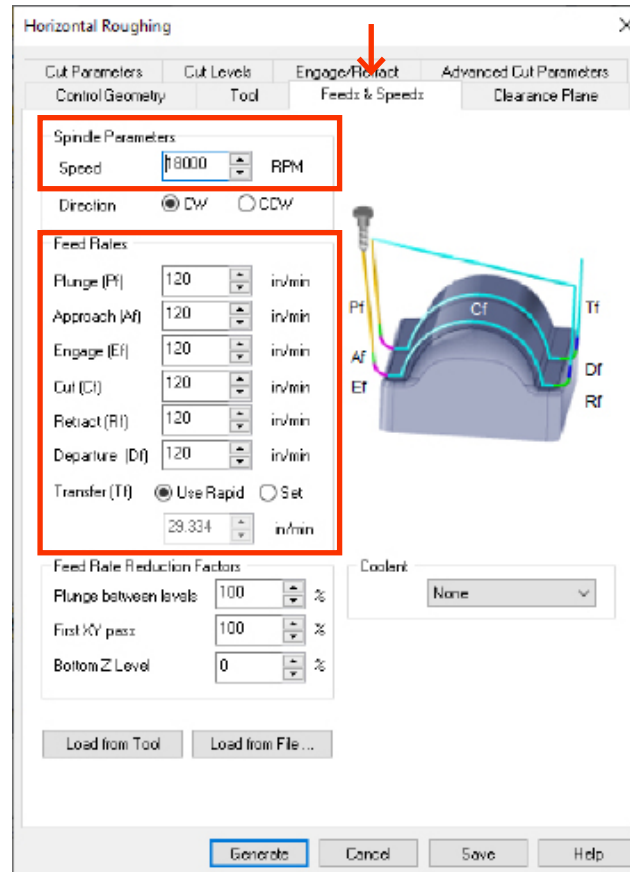 Horizontal Roughing
Cut Parameters Cut Levels Engage/Retract Advanced Cut Parameters
Control Geometry Tool Feeds & Speeds Clearance Plane
Spindle Parameters
Speed 18000 RPM
Direction CW CCW
Feed Rates
Plunge (Pf) 120 in/min
Approach (Af) 120 in/min
Engage (Ef) 120 in/min
Cut (Cf) 120 in/min
Retract (Rf) 120 in/min
Departure (Df) 120 in/min
Transfer (Tf) Use Rapid Set
29.334 in/min
Pf Cf Tf
Af Df
Ef Rf
Feed Rate Reduction Factors
Plunge between levels 100 %
First XY pass 100 %
Bottom Z Level 0 %
Coolant
None
Load from Tool Load from File ...
Generate Cancel Save Help